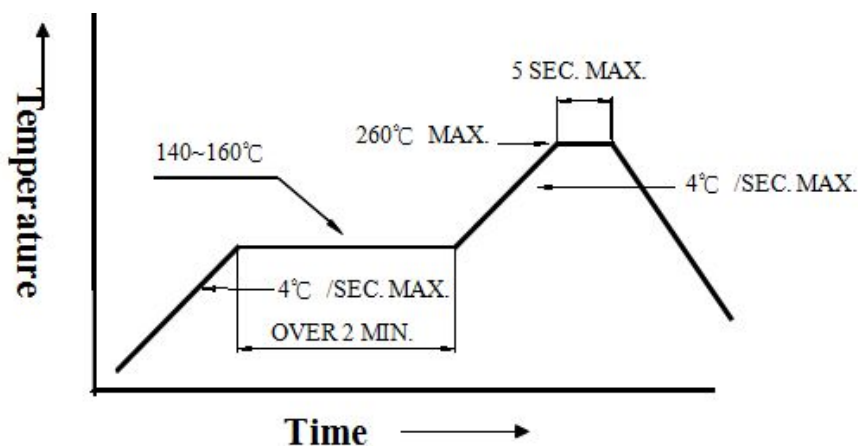 5 SEC. MAX.
260℃ MAX.
140~160℃
4℃ /SEC. MAX.
4℃ /SEC. MAX.
OVER 2 MIN.
Temperature
Time